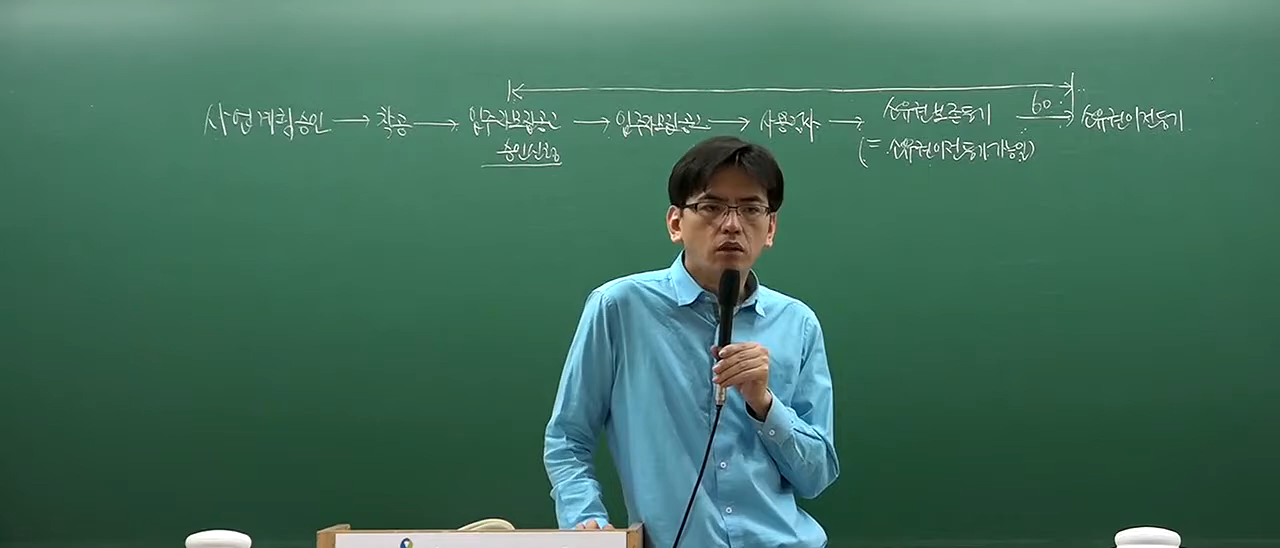 사업계획승인 → 착공 → 입주자모집공고 → 입주자모집공고 → 사용검사 → 소유권보존등기 60 → 소유권이전등기
승인신청 (= 소유권이전등기가능일)